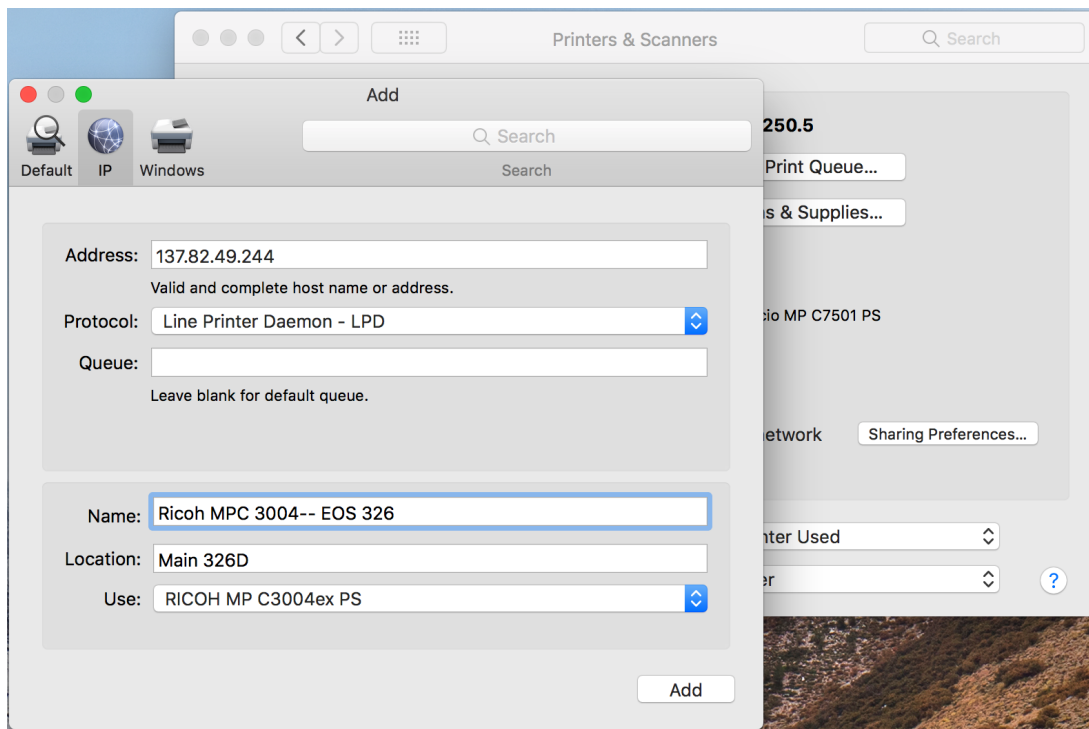 Printers & Scanners
Search
Add
Default
IP
Windows
Search
Search
250.5
Print Queue...
s & Supplies...
Address:
137.82.49.244
Valid and complete host name or address.
Protocol:
Line Printer Daemon - LPD
cio MP C7501 PS
Queue:
Leave blank for default queue.
etwork
Sharing Preferences...
Name:
Ricoh MPC 3004-- EOS 326
nter Used
Location:
Main 326D
er
?
Use:
RICOH MP C3004ex PS
Add